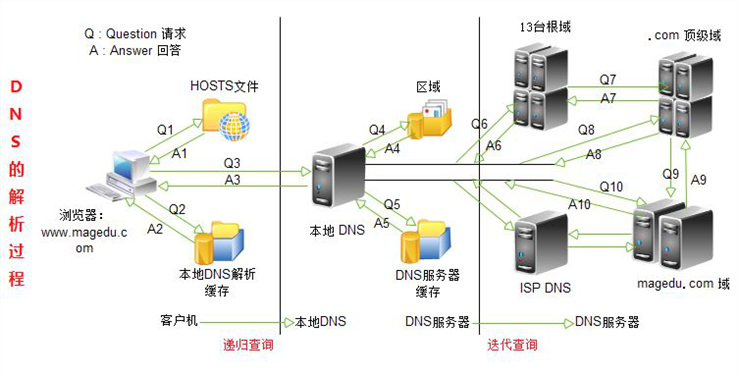 Q : Question 请求
A : Answer 回答
DNS的解析过程
HOSTS文件
Q1
A1
浏览器：
www.magedu.c
om
Q2
A2
本地DNS解析
缓存
Q3
A3
本地 DNS
区域
Q4
A4
Q5
A5
DNS服务器
缓存
13台根域
Q6
A6
Q7
A7
.com 顶级域
Q8
A8
Q9
A9
Q10
A10
ISP DNS
magedu.com 域
客户机
本地DNS
DNS服务器
DNS服务器
递归查询
迭代查询